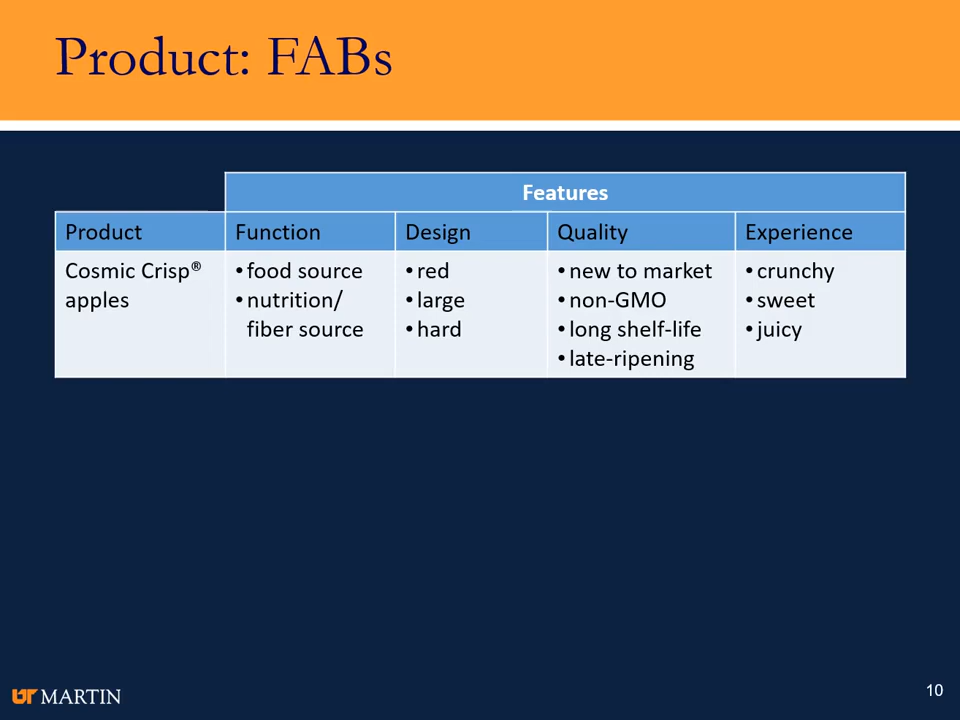 Product: FABs
Features
Product Function Design Quality Experience
Cosmic Crisp® apples
• food source
• nutrition/
fiber source
• red
• large
• hard
• new to market
• non-GMO
• long shelf-life
• late-ripening
• crunchy
• sweet
• juicy
UT MARTIN
10